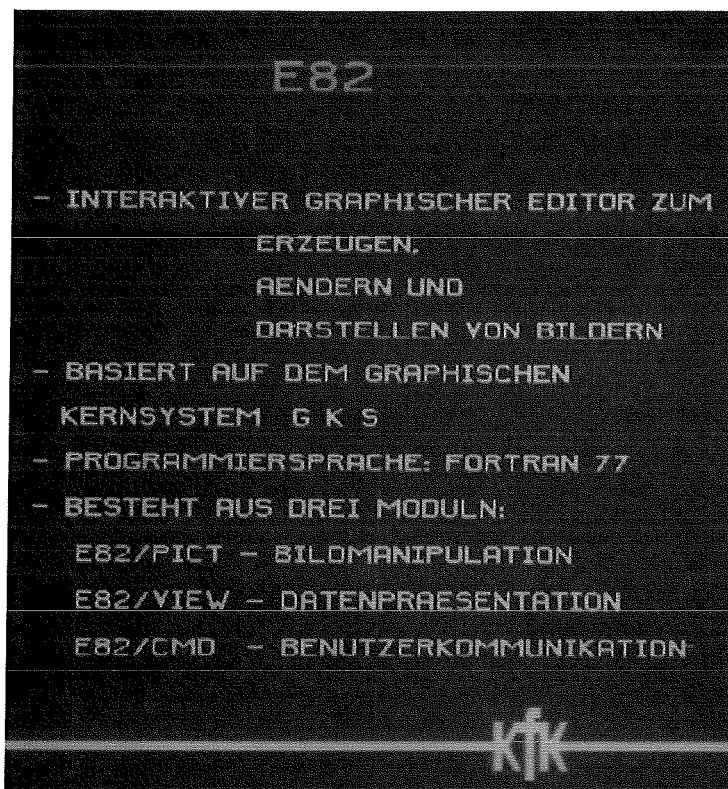 E82
- INTERAKTIVER GRAPHISCHER EDITOR ZUM
ERZEUGEN,
AENDERN UND
DARSTELLEN VON BILDERN
- BASIERT AUF DEM GRAPHISCHEN
KERNSYSTEM G K S
- PROGRAMMIERSPRACHE: FORTRAN 77
- BESTEHT AUS DREI MODULN:
E82/PICT - BILDMANIPULATION
E82/VIEW - DATENPRAESENTATION
E82/CMD - BENUTZERKOMMUNIKATION
KfK